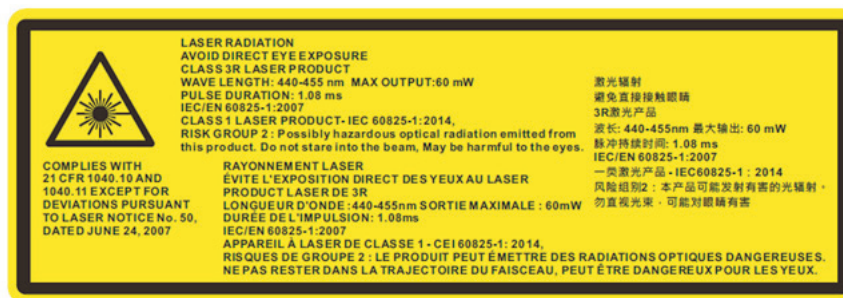 LASER RADIATION
AVOID DIRECT EYE EXPOSURE
CLASS 3R LASER PRODUCT
WAVE LENGTH: 440-455 nm MAX OUTPUT:60 mW
PULSE DURATION: 1.08 ms
IEC/EN 60825-1:2007
CLASS 1 LASER PRODUCT- IEC 60825-1:2014,
RISK GROUP 2 : Possibly hazardous optical radiation emitted from
this product. Do not stare into the beam, May be harmful to the eyes.
COMPLIES WITH
21 CFR 1040.10 AND
1040.11 EXCEPT FOR
DEVIATIONS PURSUANT
TO LASER NOTICE No. 50,
DATED JUNE 24, 2007
RAYONNEMENT LASER
ÉVITE L'EXPOSITION DIRECT DES YEUX AU LASER
PRODUCT LASER DE 3R
LONGUEUR D'ONDE :440-455nm SORTIE MAXIMALE : 60mW
DURÉE DE L'IMPULSION: 1.08ms
IEC/EN 60825-1:2007
APPAREIL À LASER DE CLASSE 1 - CEI 60825-1: 2014,
RISQUES DE GROUPE 2 : LE PRODUIT PEUT ÉMETTRE DES RADIATIONS OPTIQUES DANGEREUSES.
NE PAS RESTER DANS LA TRAJECTOIRE DU FAISCEAU, PEUT ÊTRE DANGEREUX POUR LES YEUX.
激光辐射
避免直接接触眼睛
3R激光产品
波长: 440-455nm 最大输出: 60 mW
脉冲持续时间: 1.08 ms
IEC/EN 60825-1:2007
一类激光产品 - IEC60825-1 : 2014
风险组别2：本产品可能发射有害的光辐射，
勿直视光束，可能对眼睛有害